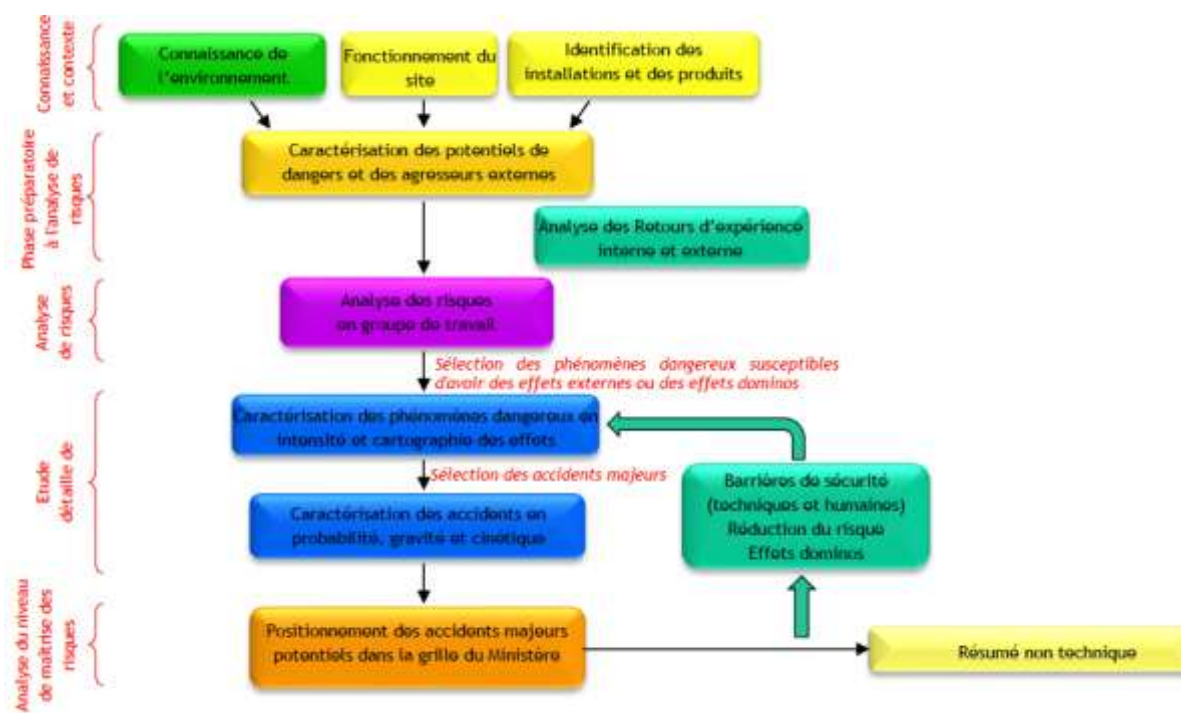 Connaissance
et contexte
Connaissance de
l'environnement
Fonctionnement du
site
Identification des
installations et des produits
Phase préparatoire
à l'analyse de
risques
Caractérisation des potentiels de
dangers et des agresseurs externes
Analyse des Retours d'expérience
interne et externe
Analyse
de risques
Analyse des risques
en groupe de travail
Sélection des phénomènes dangereux susceptibles
d'avoir des effets externes ou des effets dominos
Etude
détaillé de
Caractérisation des phénomènes dangereux en
intensité et cartographie des effets
Sélection des accidents majeurs
Caractérisation des accidents en
probabilité, gravité et cinétique
Barrières de sécurité
(techniques et humaines)
Réduction du risque
Effets dominos
Analyse du niveau
de maîtrise des
risques
Positionnement des accidents majeurs
potentiels dans la grille du Ministère
Résumé non technique